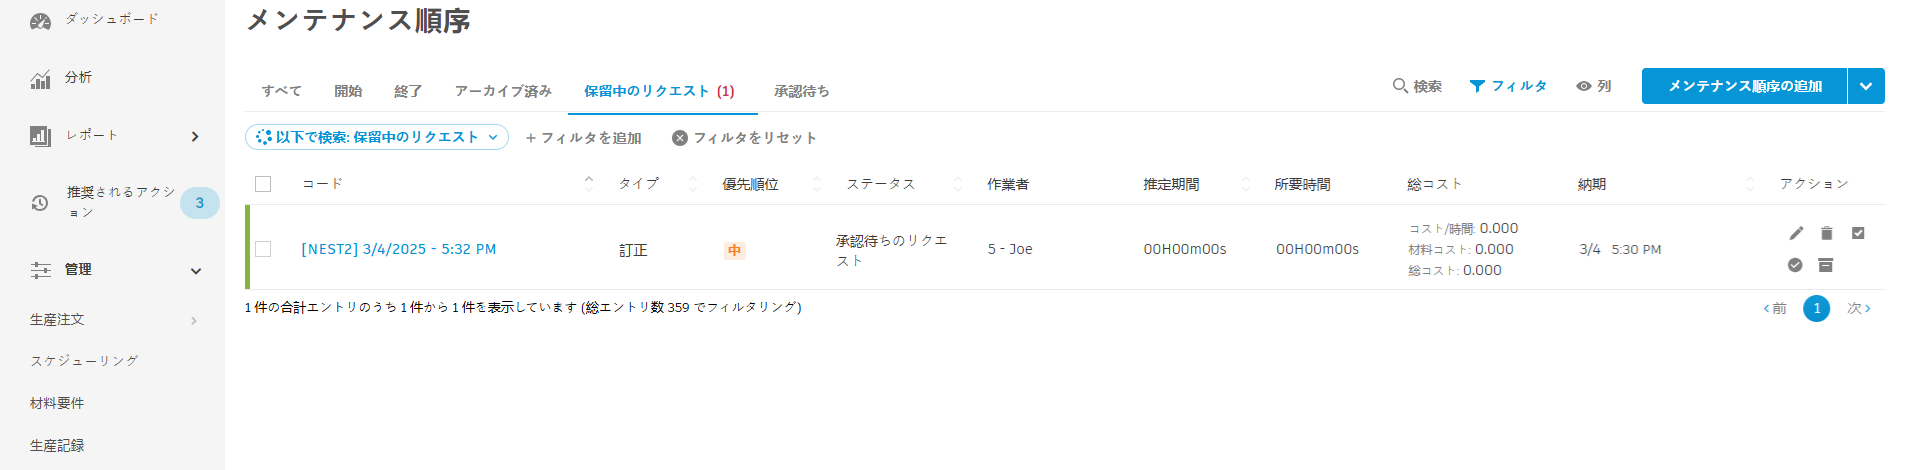 ダッシュボード
分析
レポート
推奨されるアクシ
ョン
3
管理
生産注文
スケジューリング
材料要件
生産記録
メンテナンス順序
すべて 開始 終了 アーカイブ済み 保留中のリクエスト (1) 承認待ち
検索 フィルタ 列 メンテナンス順序の追加
以下で検索: 保留中のリクエスト + フィルタを追加 フィルタをリセット
コード タイプ 優先順位 ステータス 作業者 推定期間 所要時間 総コスト 納期 アクション
[NEST2] 3/4/2025 - 5:32 PM 訂正 中 承認待ちのリクエ
スト
5 - Joe 00H00m00s 00H00m00s
コスト/時間: 0.000
材料コスト: 0.000
総コスト: 0.000
3/4 5:30 PM
1 件の合計エントリのうち 1 件から 1 件を表示しています (総エントリ数 359 でフィルタリング)
‹ 前 1 次 ›